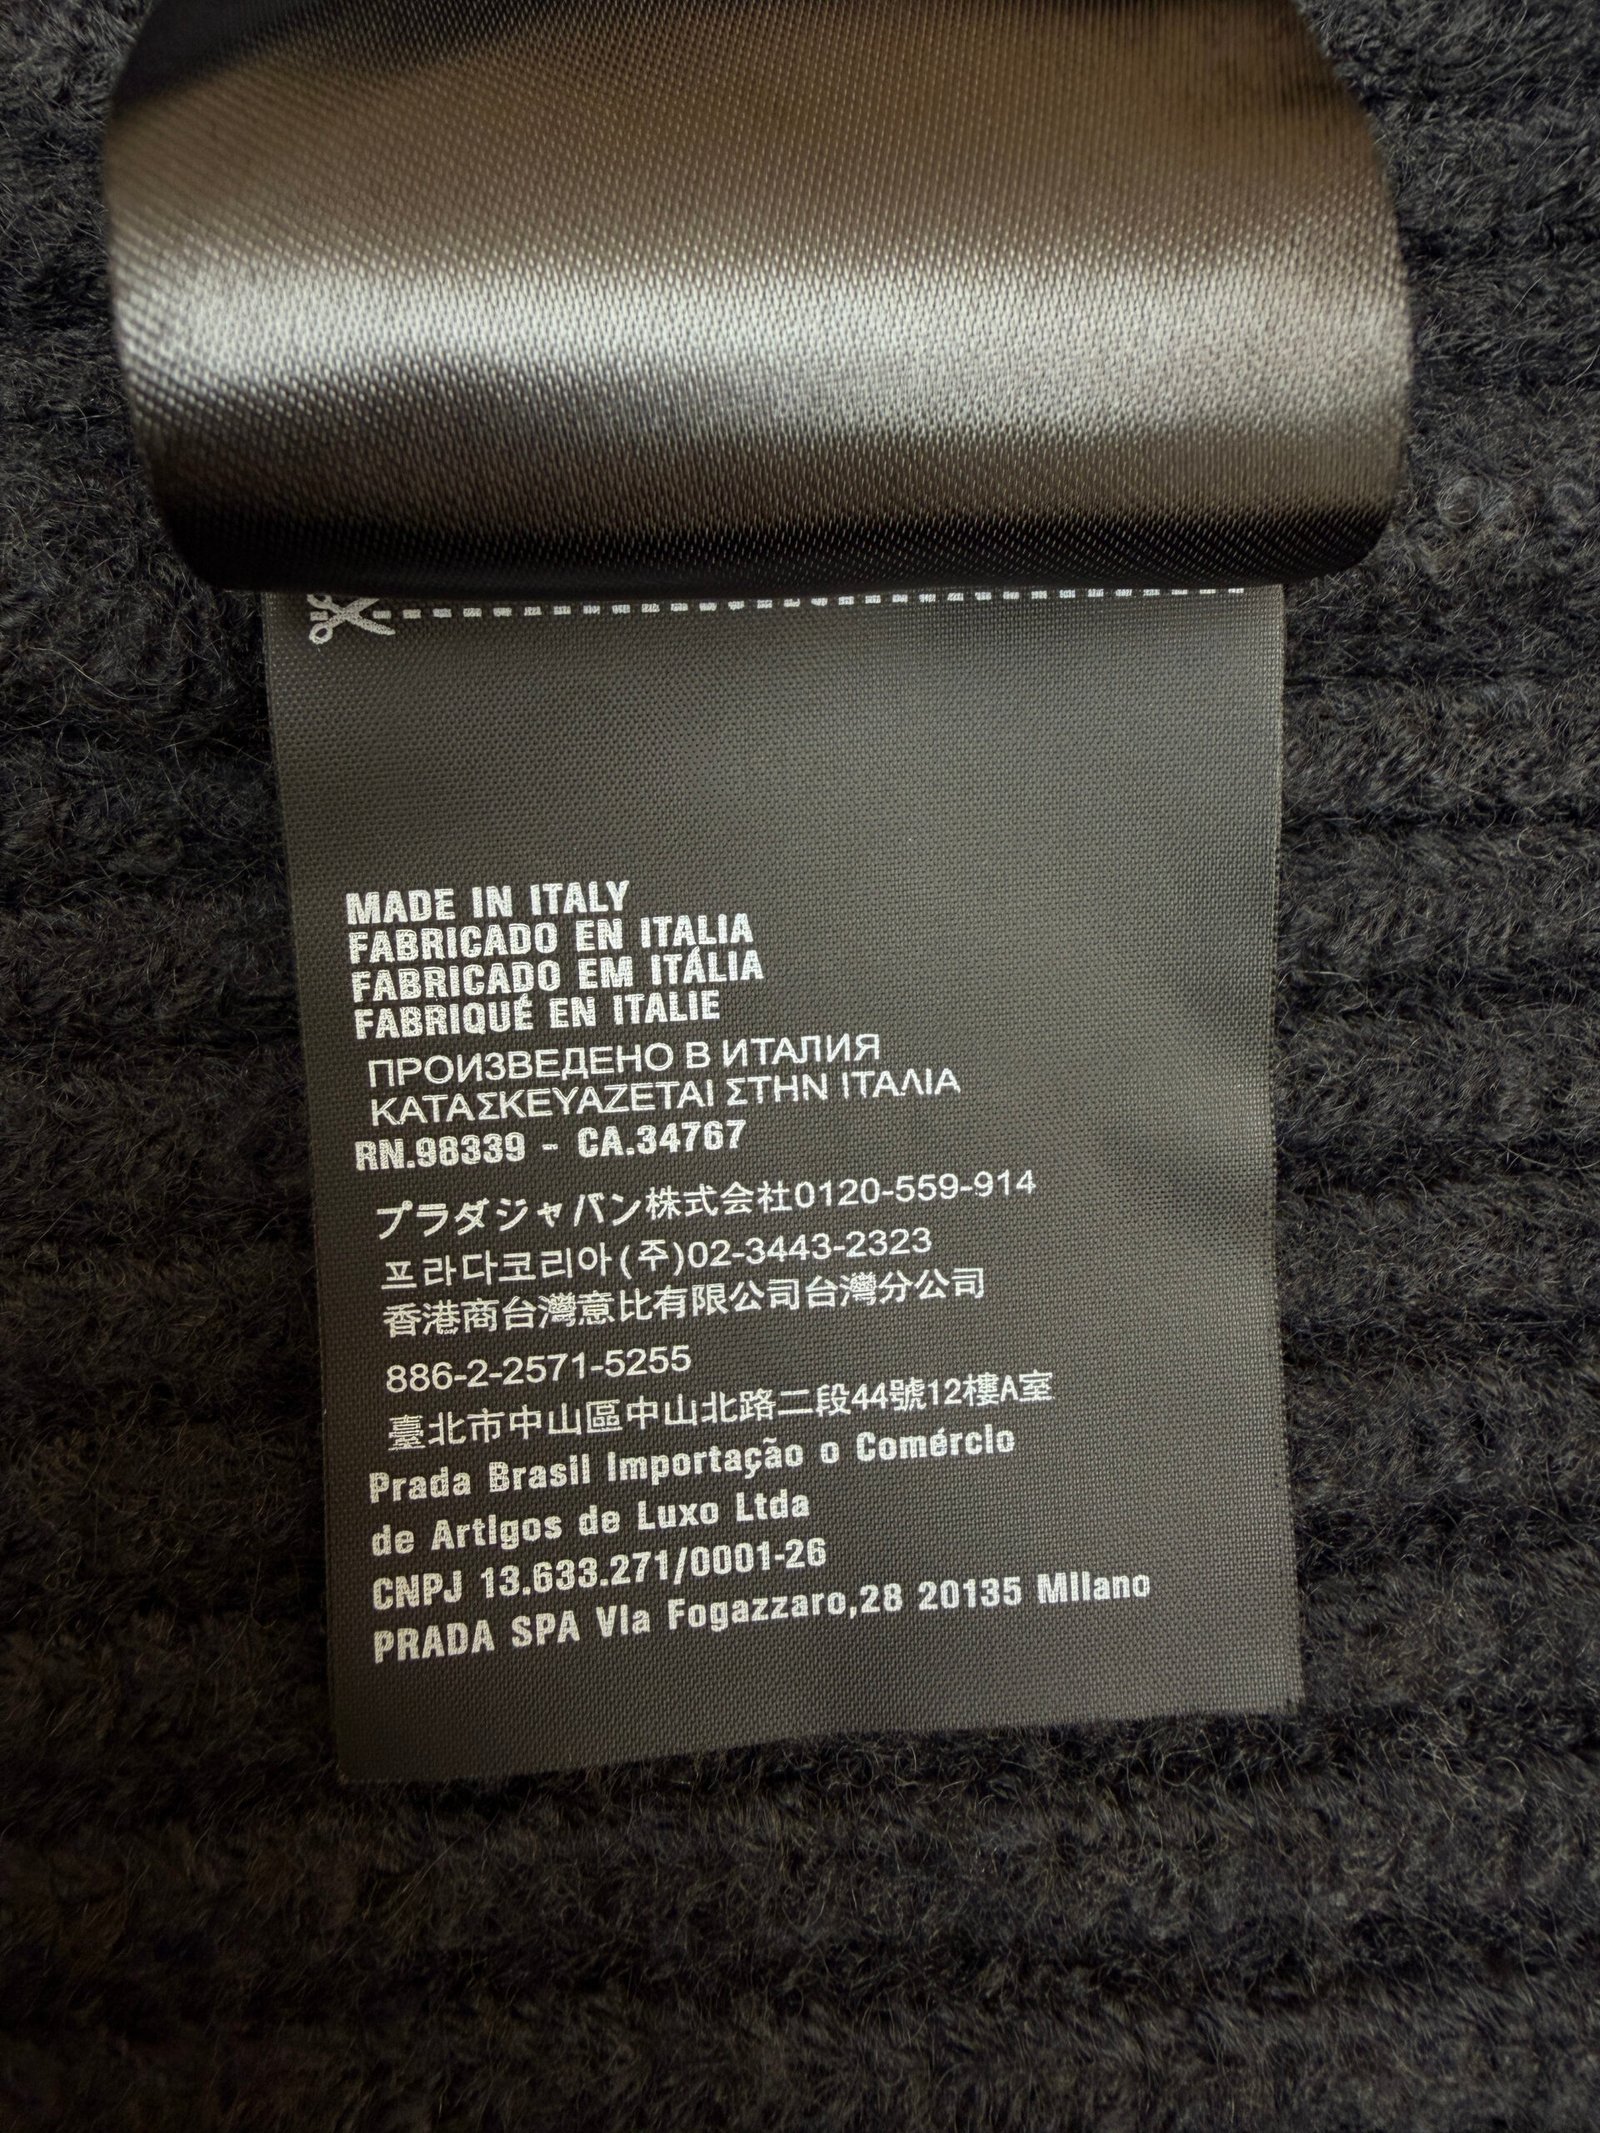 MADE IN ITALY
FABRICADO EN ITALIA
FABRICADO EM ITÁLIA
FABRIQUÉ EN ITALIE
ПРОИЗВЕДЕНО В ИТАЛИЯ
ΚΑΤΑΣΚΕΥΑΖΕΤΑΙ ΣΤΗΝ ΙΤΑΛΙΑ
RN.98339 - CA.34767
プラダジャパン株式会社0120-559-914
프라다코리아(주)02-3443-2323
香港商台灣意比有限公司台灣分公司
886-2-2571-5255
臺北市中山區中山北路二段44號12樓A室
Prada Brasil Importação o Comércio
de Artigos de Luxo Ltda
CNPJ 13.633.271/0001-26
PRADA SPA Via Fogazzaro,28 20135 Milano